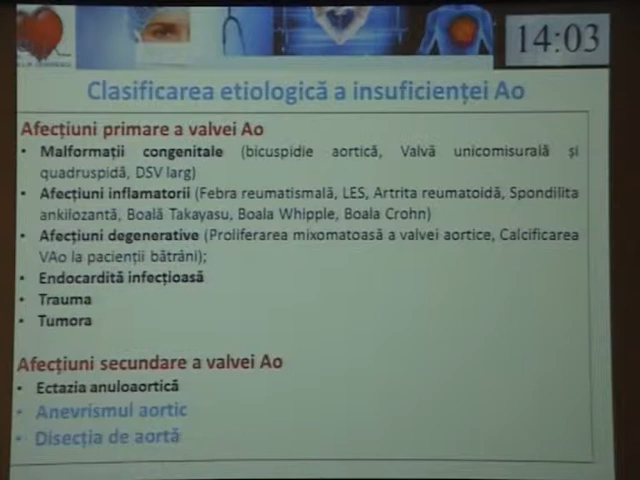 14:03
Clasificarea etiologică a insuficienței Ao
Afecțiuni primare a valvei Ao
• Malformații congenitale (bicuspidie aortică, Valvă unicomisurală și
quadruspidă, DSV larg)
• Afecțiuni inflamatorii (Febra reumatismală, LES, Artrita reumatoidă, Spondilita
ankilozantă, Boală Takayasu, Boala Whipple, Boala Crohn)
• Afecțiuni degenerative (Proliferarea mixomatoasă a valvei aortice, Calcificarea
VAo la pacienții bătrâni);
• Endocardită infecțioasă
• Trauma
• Tumora
Afecțiuni secundare a valvei Ao
• Ectazia anuloaortică
• Anevrismul aortic
• Disecția de aortă